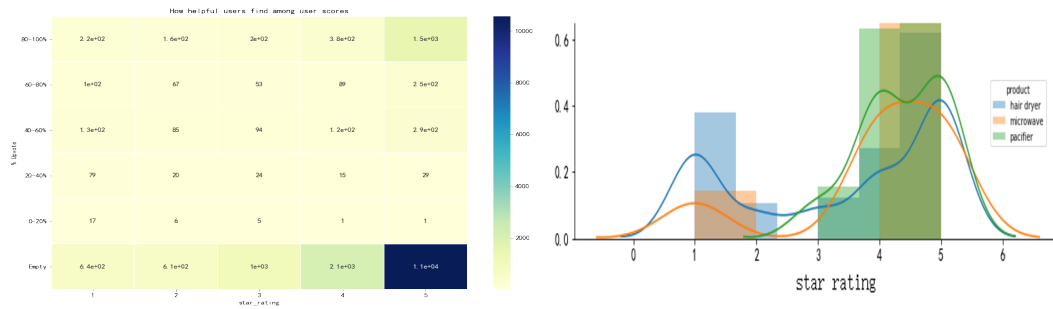 How helpful users find among user scores
% Upvote
80-100% 2.2e+02 1.6e+02 2e+02 3.8e+02 1.5e+03
60-80% 1e+02 67 53 89 2.5e+02
40-60% 1.3e+02 85 94 1.2e+02 2.9e+02
20-40% 79 20 24 15 29
0-20% 17 6 5 1 1
Empty 6.4e+02 6.1e+02 1e+03 2.1e+03 1.1e+04
1 2 3 4 5
star_rating
10000
8000
6000
4000
2000
0.6
0.4
0.2
0.0
0 1 2 3 4 5 6
star rating
product
hair dryer
microwave
pacifier